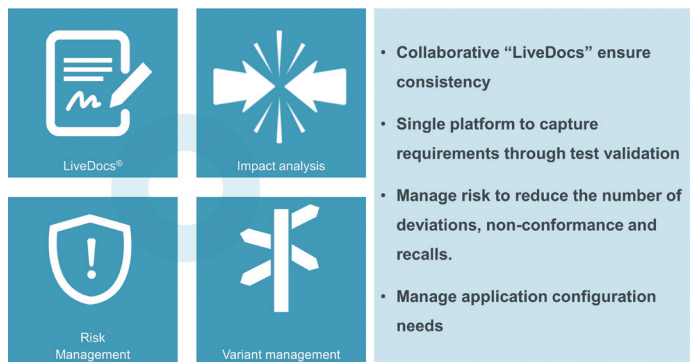 LiveDocs®
Impact analysis
Risk
Management
Variant management
• Collaborative “LiveDocs” ensure
consistency
• Single platform to capture
requirements through test validation
• Manage risk to reduce the number of
deviations, non-conformance and
recalls.
• Manage application configuration
needs